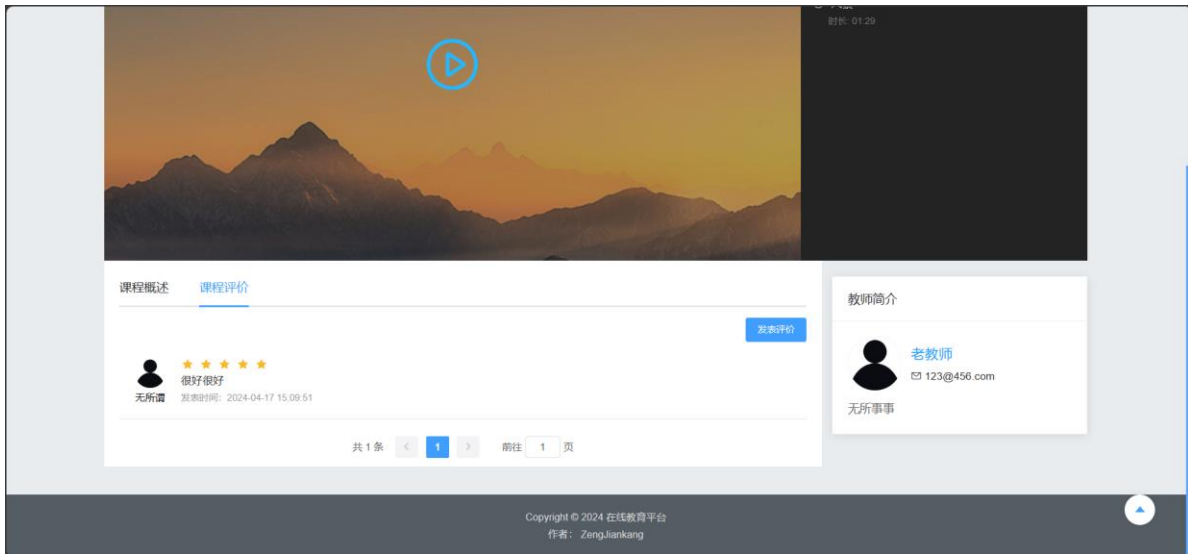 时长: 01:29
课程概述 课程评价
教师简介
发表评价
老教师
123@456.com
无所事事
很好很好
无所谓 发表时间：2024-04-17 15:09:51
共 1 条 < 1 > 前往 1 页
Copyright © 2024 在线教育平台
作者： ZengJiankang